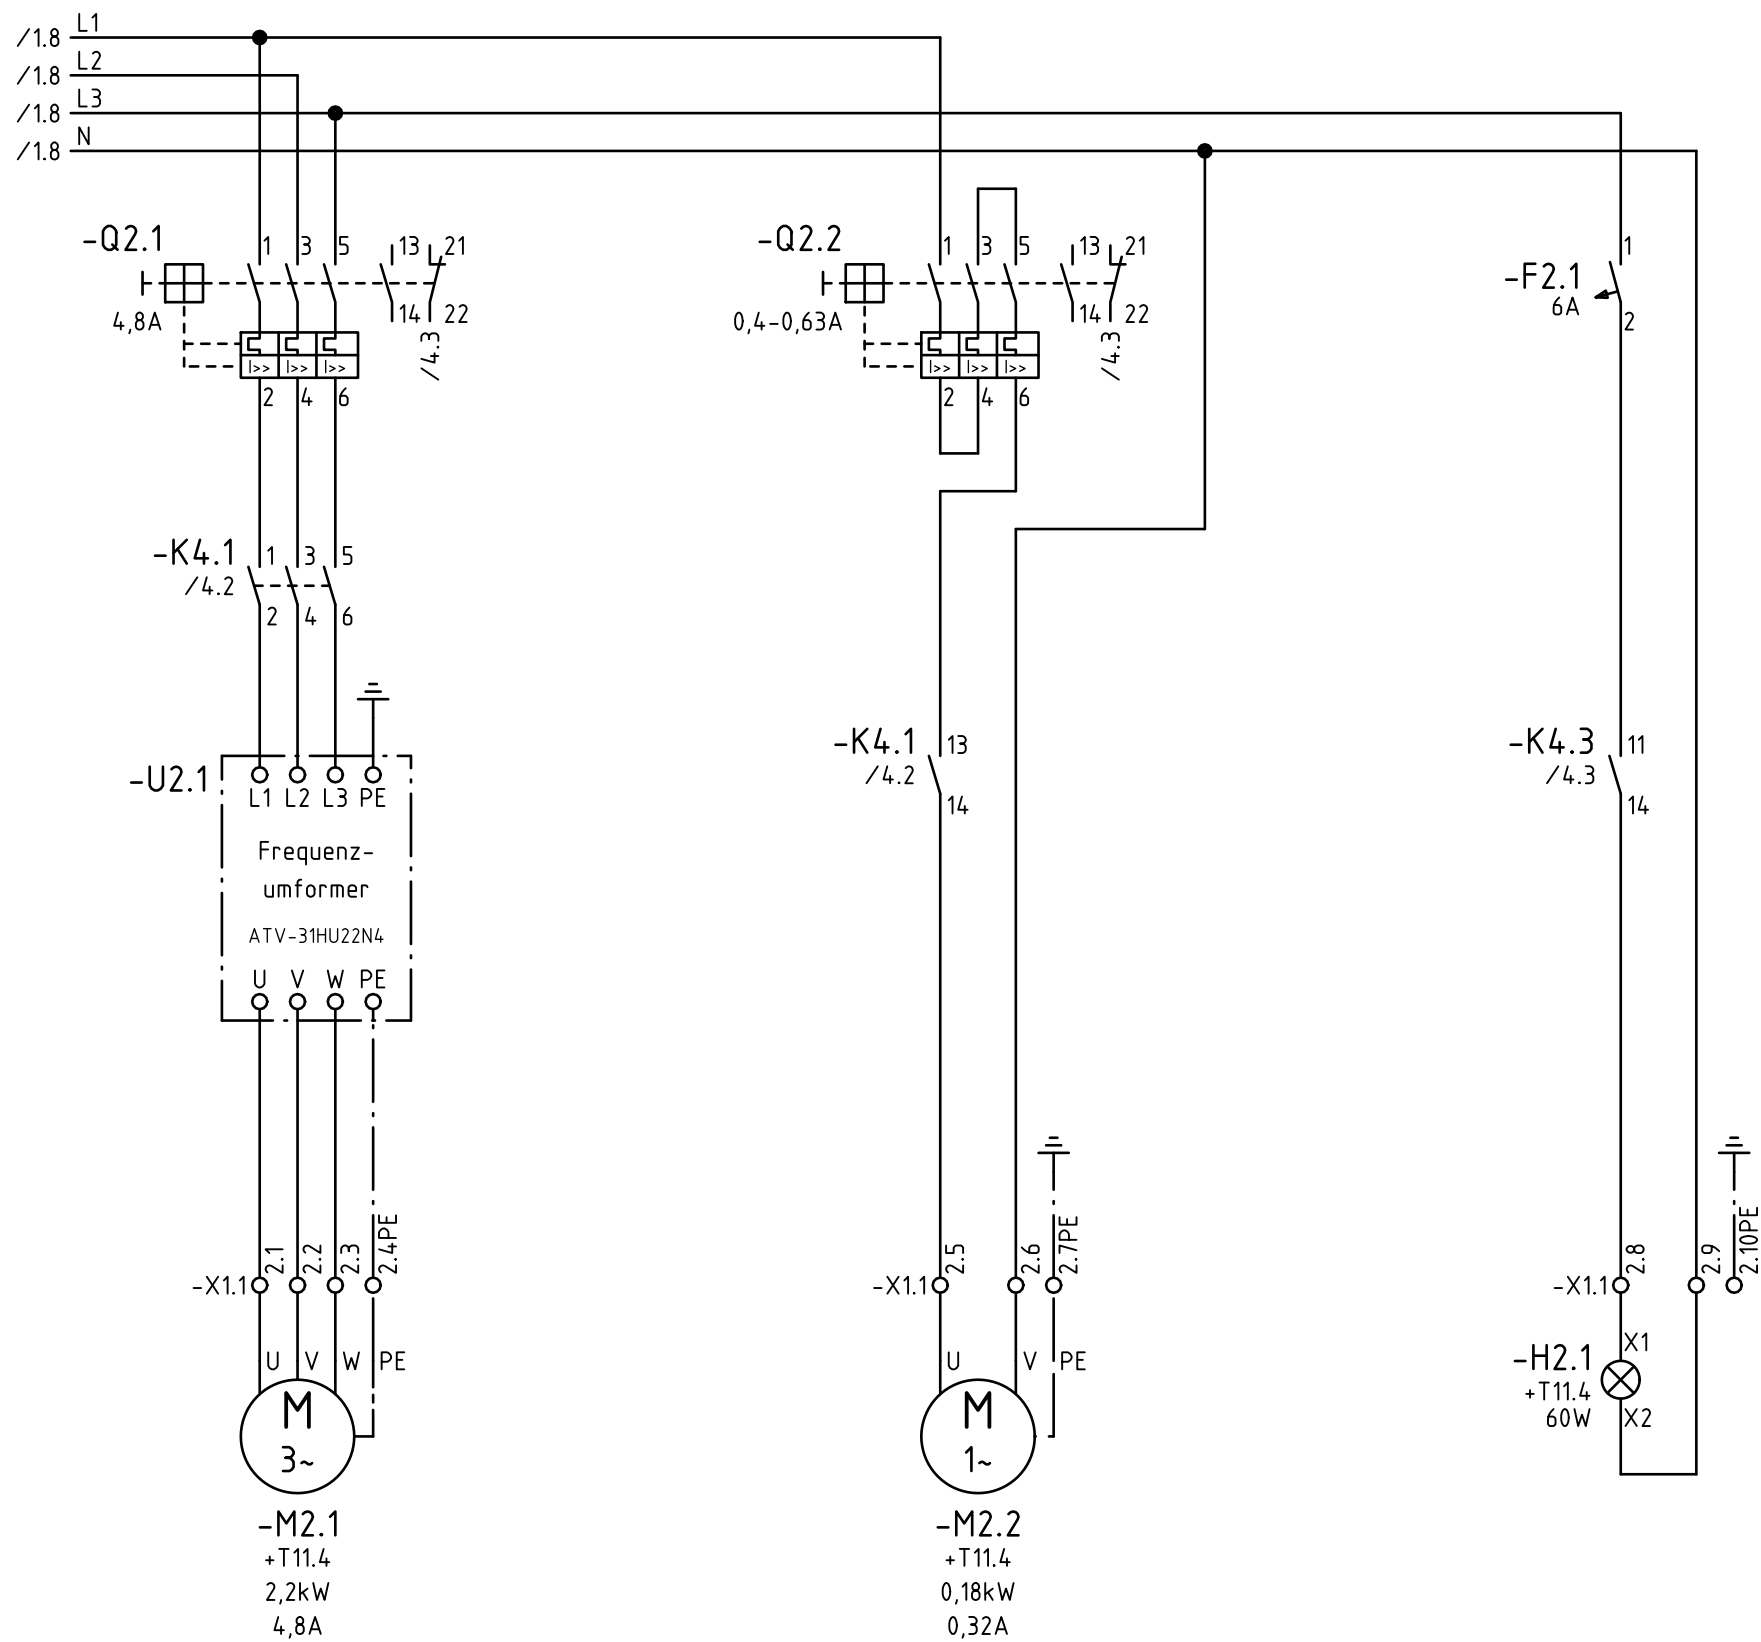 /1.8 L1
/1.8 L2
/1.8 L3
/1.8 N
-Q2.1
4,8A
1 3 5 13 21
14 22
/4.3
I>> I>> I>>
2 4 6
-Q2.2
0,4-0,63A
1 3 5 13 21
14 22
/4.3
I>> I>> I>>
2 4 6
-F2.1
6A
1
2
-K4.1
/4.2
1 3 5
2 4 6
-K4.1
/4.2
13
14
-K4.3
/4.3
11
14
-U2.1
L1 L2 L3 PE
Frequenz-
umformer
ATV-31HU22N4
U V W PE
-X1.1
2.1 2.2 2.3 2.4PE
U V W PE
M
3~
-M2.1
+T11.4
2,2kW
4,8A
-X1.1
2.5 2.6 2.7PE
U V PE
M
1~
-M2.2
+T11.4
0,18kW
0,32A
-X1.1
2.8 2.9 2.10PE
X1
-H2.1
+T11.4
60W
X2